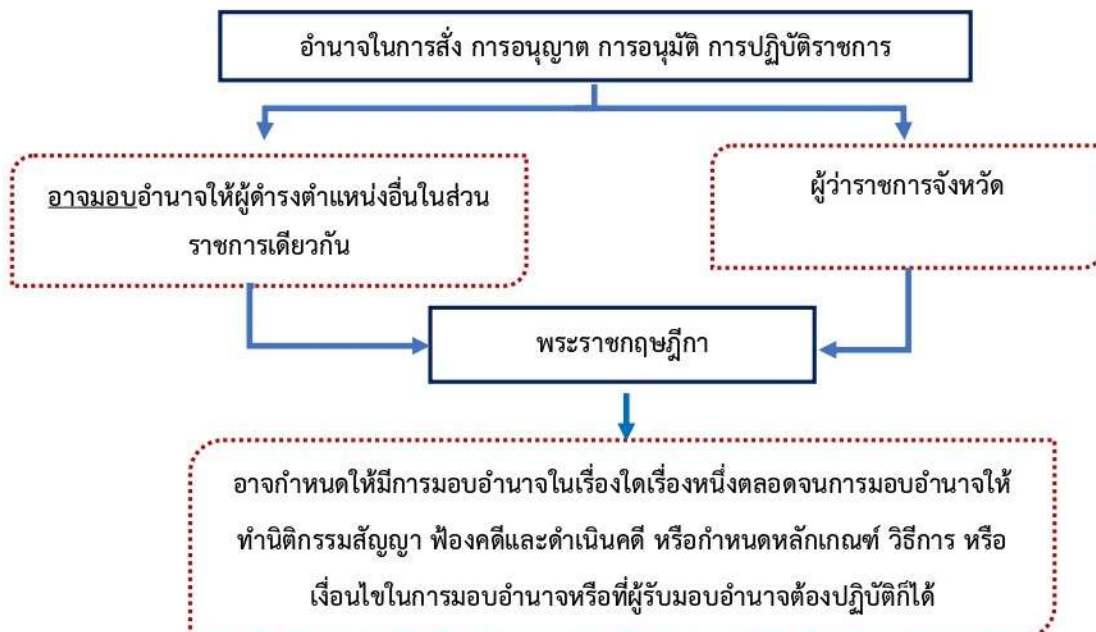 อำนาจในการสั่ง การอนุญาต การอนุมัติ การปฏิบัติราชการ
อาจมอบอำนาจให้ผู้ดำรงตำแหน่งอื่นในส่วน
ราชการเดียวกัน
ผู้ว่าราชการจังหวัด
พระราชกฤษฎีกา
อาจกำหนดให้มีการมอบอำนาจในเรื่องใดเรื่องหนึ่งตลอดจนการมอบอำนาจให้
ทำนิติกรรมสัญญา ฟ้องคดีและดำเนินคดี หรือกำหนดหลักเกณฑ์ วิธีการ หรือ
เงื่อนไขในการมอบอำนาจหรือที่ผู้รับมอบอำนาจต้องปฏิบัติก็ได้